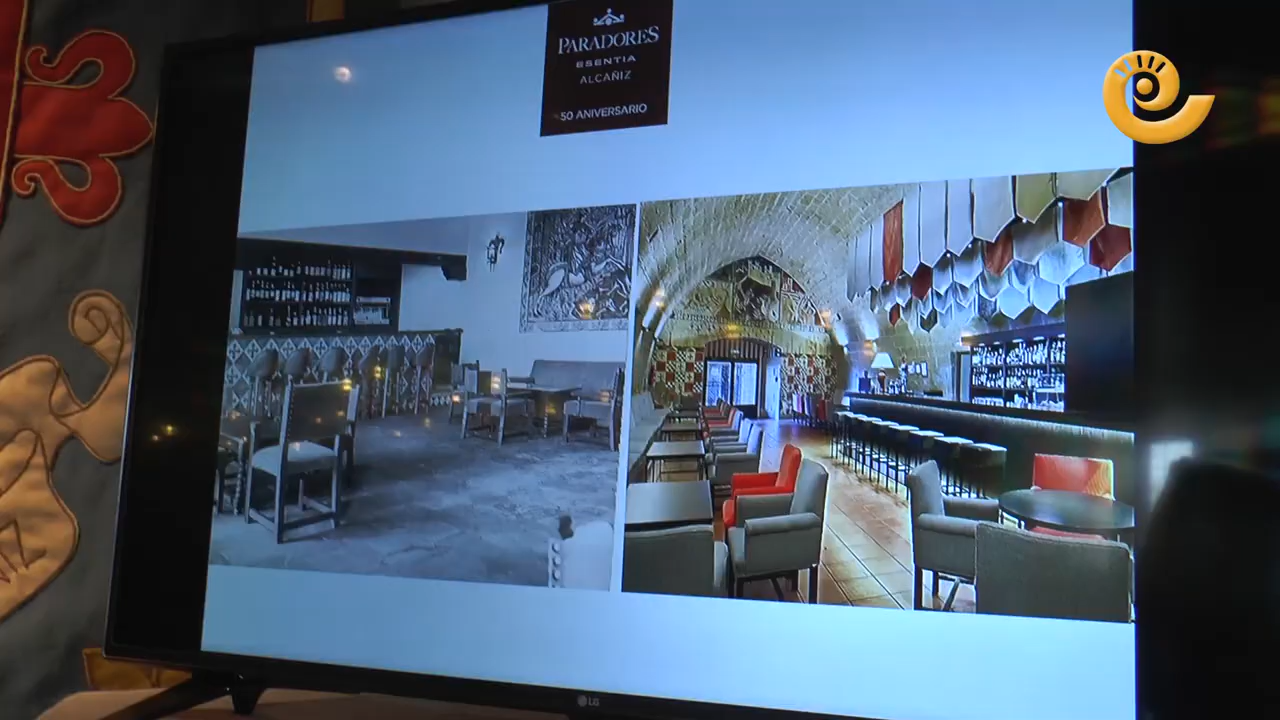 PARADORES
ESENTIA
ALCAÑIZ
50 ANIVERSARIO
LG